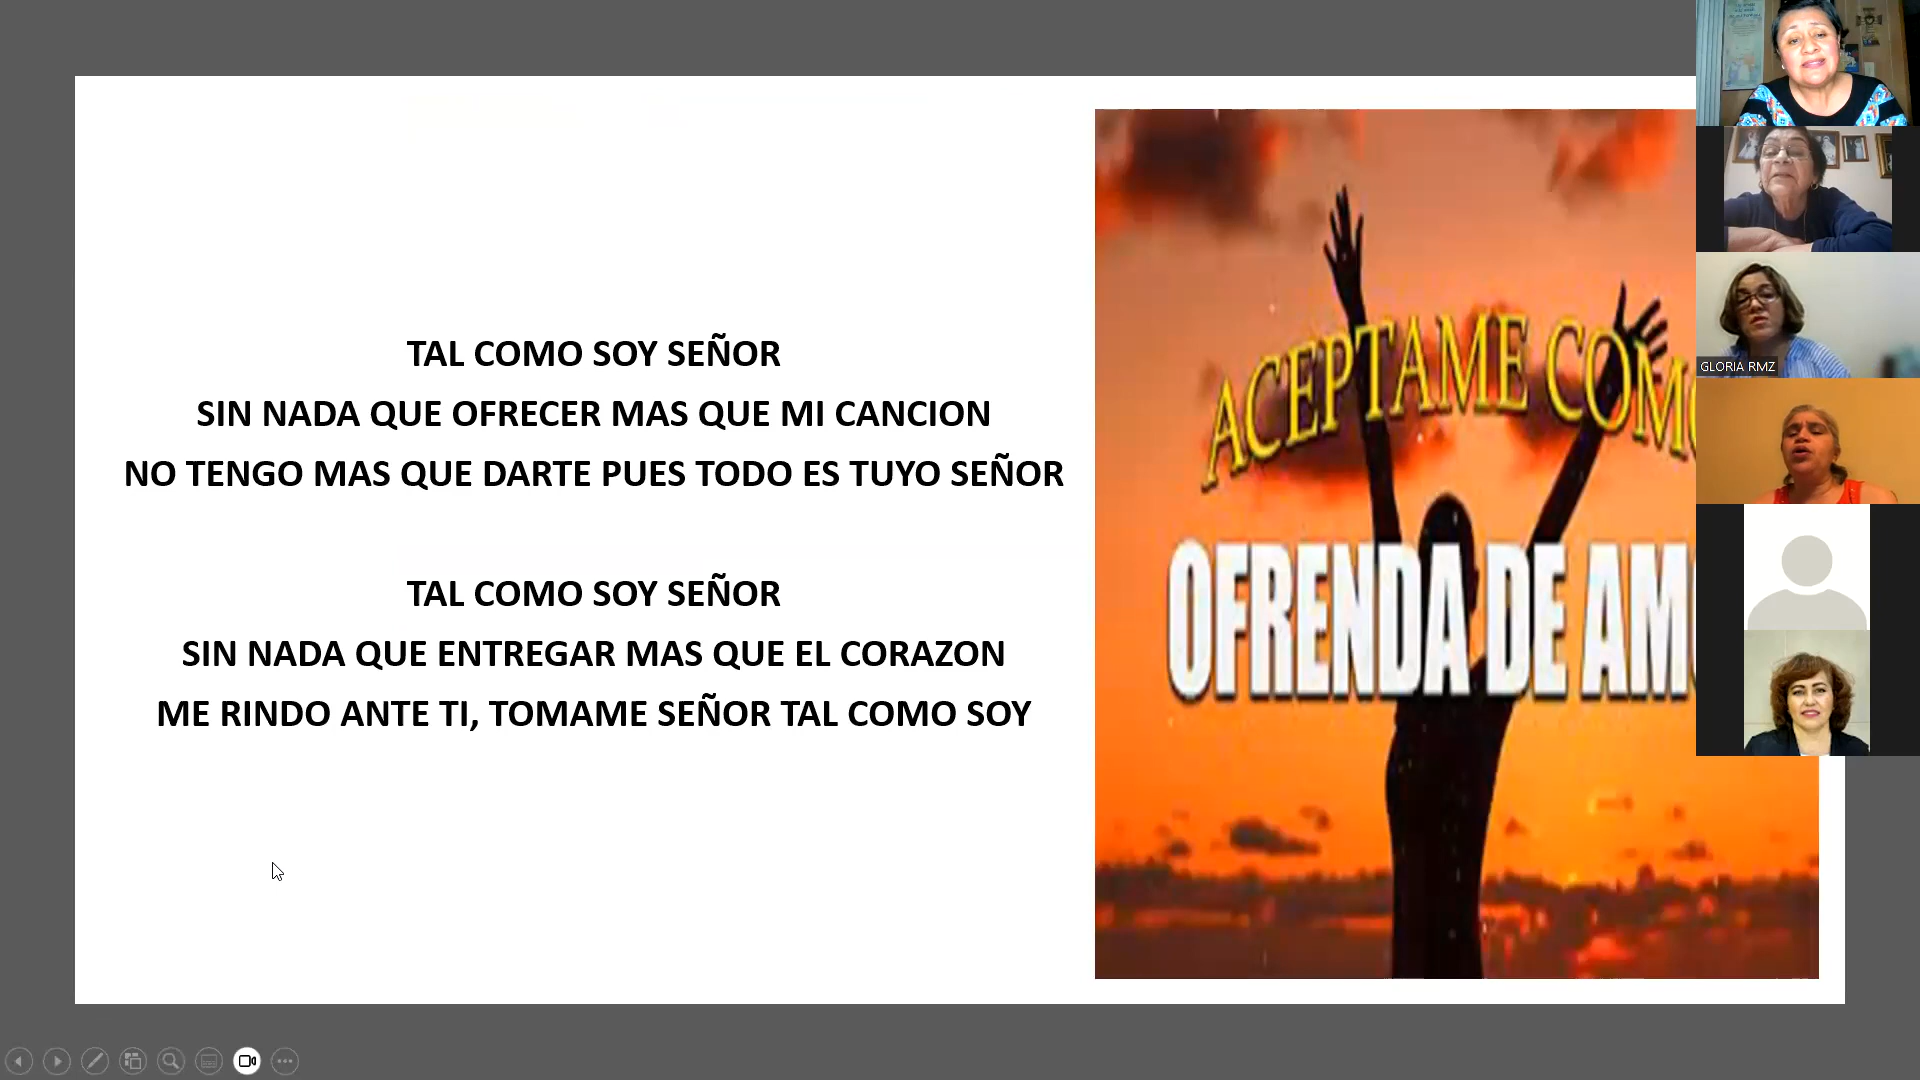 TAL COMO SOY SEÑOR
SIN NADA QUE OFRECER MAS QUE MI CANCION
NO TENGO MAS QUE DARTE PUES TODO ES TUYO SEÑOR
TAL COMO SOY SEÑOR
SIN NADA QUE ENTREGAR MAS QUE EL CORAZON
ME RINDO ANTE TI, TOMAME SEÑOR TAL COMO SOY
ACEPTAME COMO
OFRENDA DE AM
GLORIA RMZ